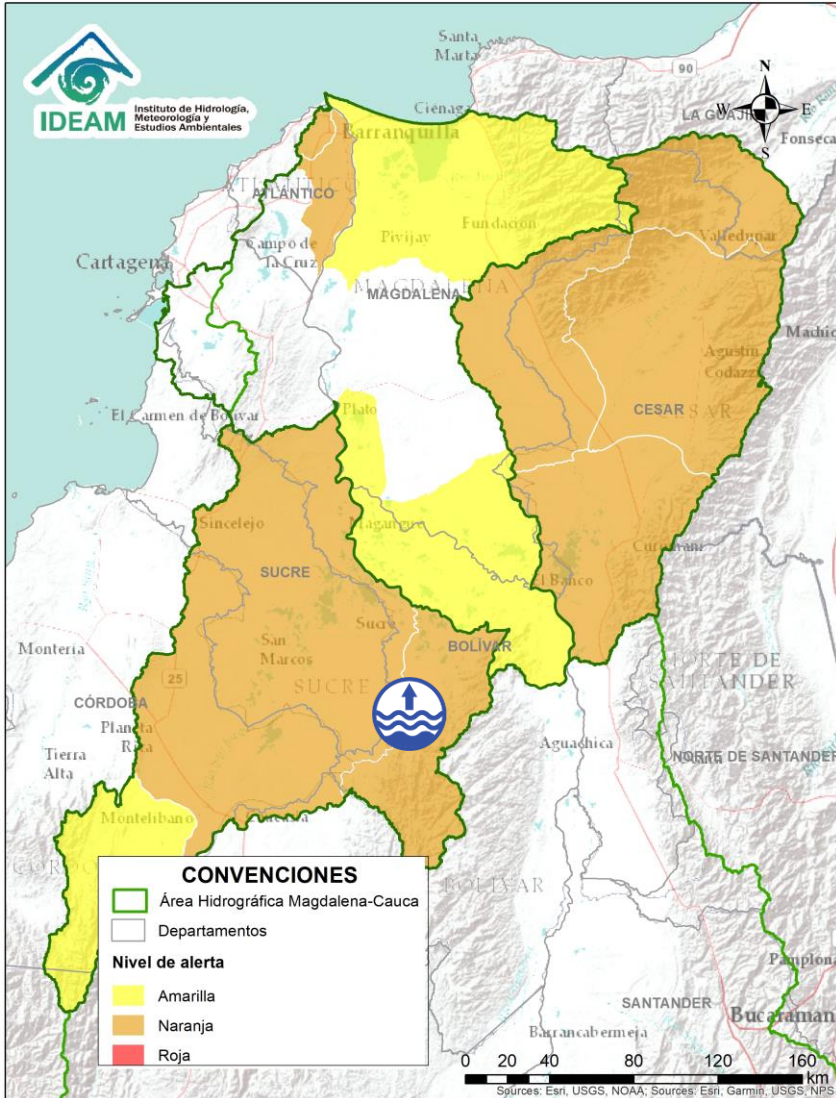 IDEAM
Instituto de Hidrología,
Meteorología y
Estudios Ambientales
Santa
Marta
90
N
W
E
S
LA GUAJIR
Fonseca
Ciénaga
Barranquilla
ATLÁNTICO
Campo de
la Cruz
Cartagena
Pivijay
Fundación
MAGDALENA
Valledupar
Agustín
Codazzi
CESAR
El Carmen de Bolívar
Plato
Sincelejo
Magangué
SUCRE
Curumaní
El Banco
San
Marcos
Sucre
BOLÍVAR
Montería
25
SUCRE
NORTE DE
SANTANDER
CÓRDOBA
Planeta
Rica
Tierra
Alta
Aguachica
NORTE DE SANTANDER
Montelíbano
BOLÍVAR
CONVENCIONES
Área Hidrográfica Magdalena-Cauca
Departamentos
Nivel de alerta
Amarilla
Naranja
Roja
Pamplona
SANTANDER
Bucaraman
Barrancabermeja
0 20 40 80 120 160
km
Sources: Esri, USGS, NOAA; Sources: Esri, Garmin, USGS, NPS